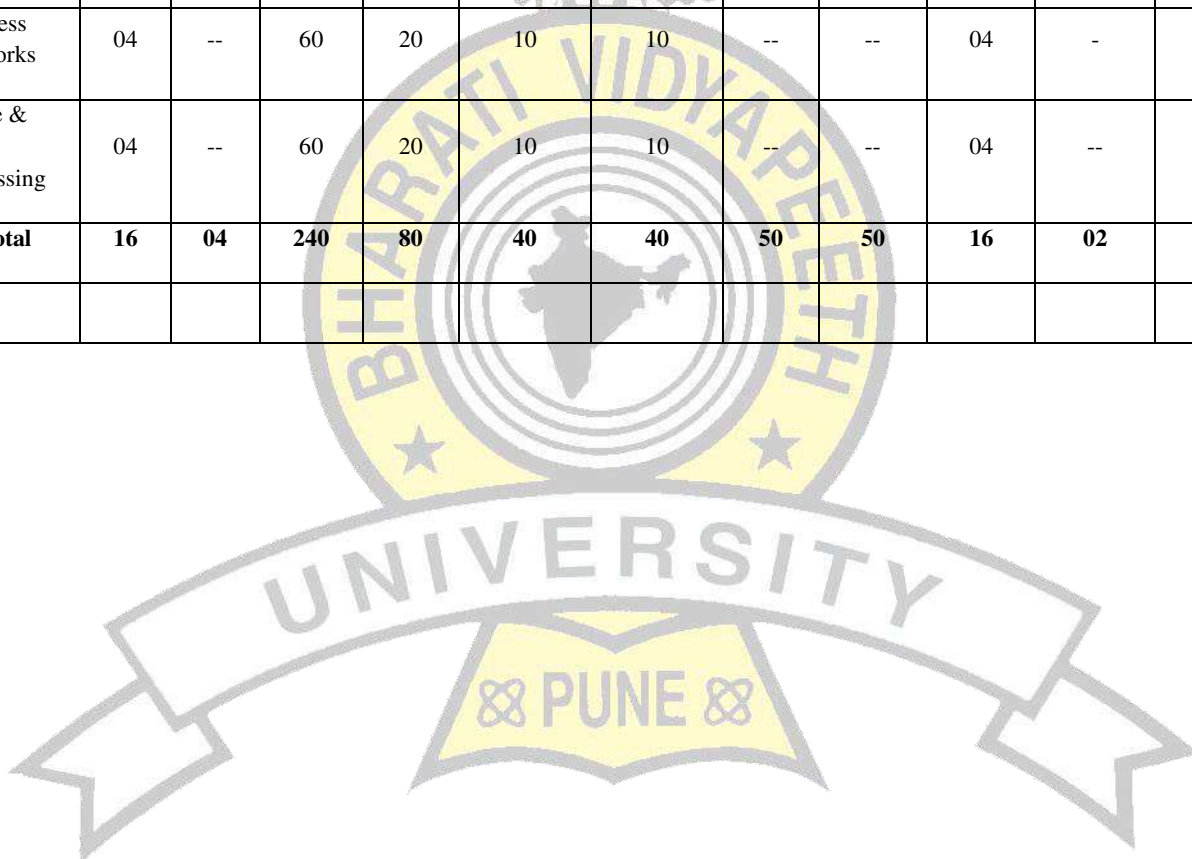 ess 04 -- 60 20 10 10 -- -- 04 -
orks
e &
04 -- 60 20 10 10 -- -- 04 --
ssing
otal 16 04 240 80 40 40 50 50 16 02
BHARATI VIDYAPEETH
UNIVERSITY
PUNE